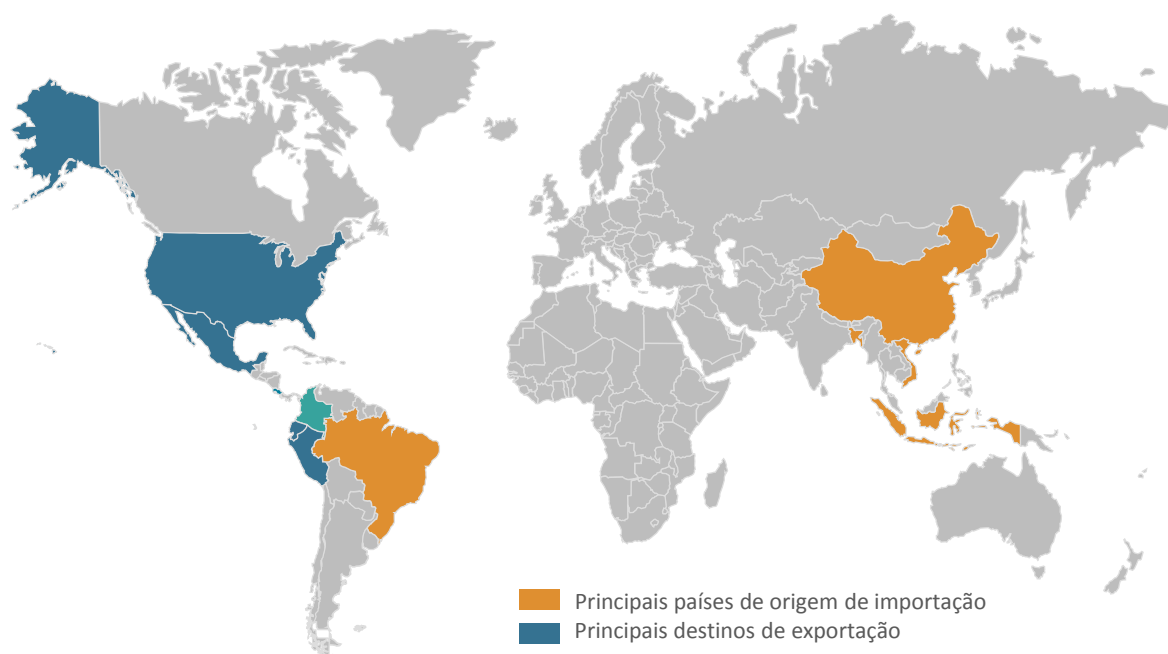 Principais países de origem de importação
Principais destinos de exportação